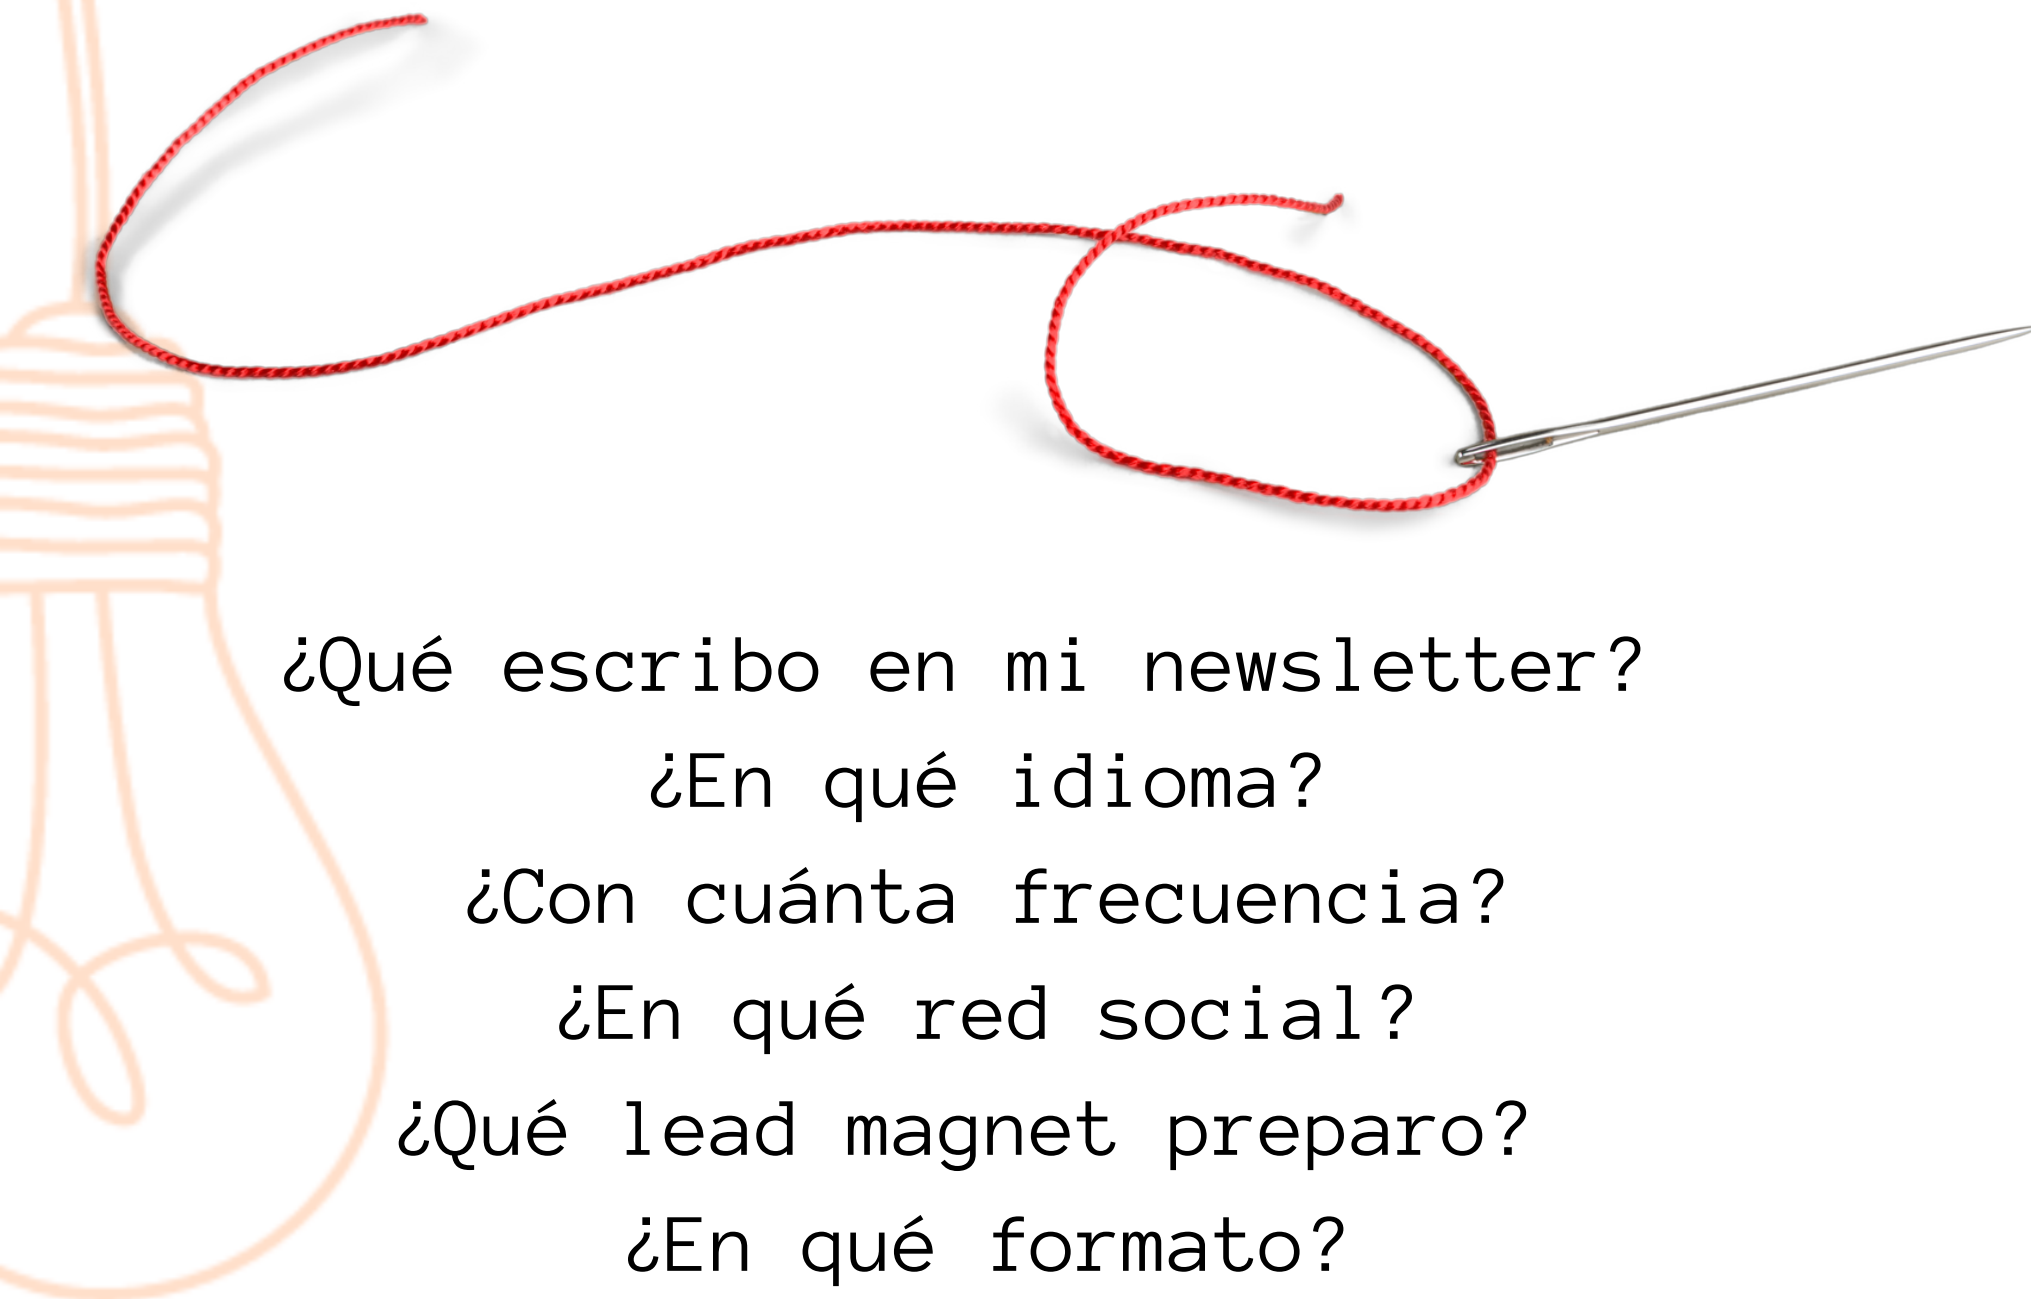 ¿Qué escribo en mi newsletter?
¿En qué idioma?
¿Con cuánta frecuencia?
¿En qué red social?
¿Qué lead magnet preparo?
¿En qué formato?